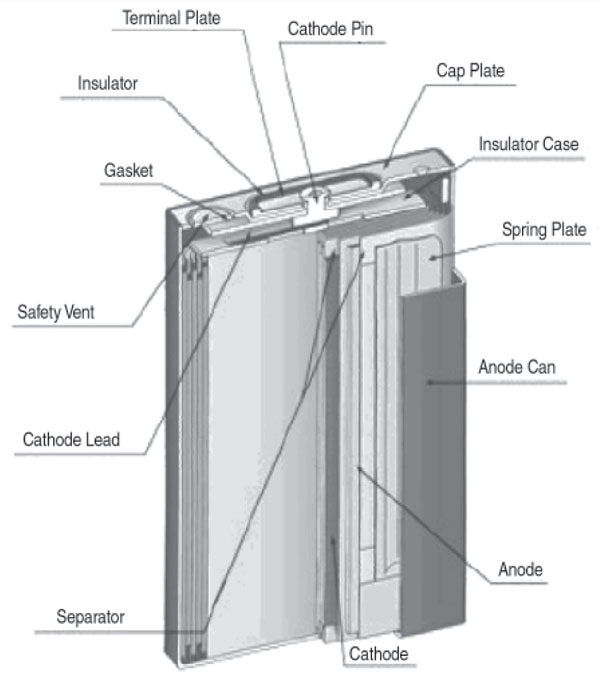 Terminal Plate
Cathode Pin
Cap Plate
Insulator
Insulator Case
Gasket
Spring Plate
Safety Vent
Anode Can
Cathode Lead
Anode
Separator
Cathode